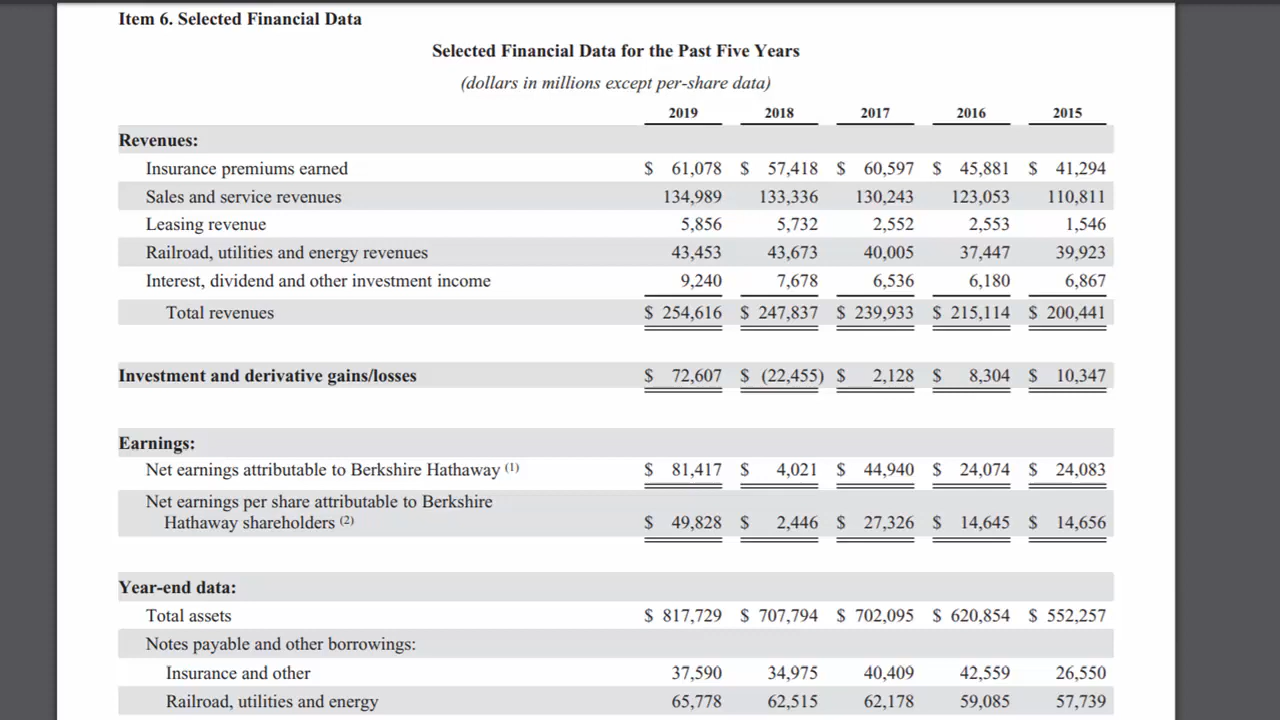 Item 6. Selected Financial Data
Selected Financial Data for the Past Five Years
(dollars in millions except per-share data)
2019 2018 2017 2016 2015
Revenues:
Insurance premiums earned $ 61,078 $ 57,418 $ 60,597 $ 45,881 $ 41,294
Sales and service revenues 134,989 133,336 130,243 123,053 110,811
Leasing revenue 5,856 5,732 2,552 2,553 1,546
Railroad, utilities and energy revenues 43,453 43,673 40,005 37,447 39,923
Interest, dividend and other investment income 9,240 7,678 6,536 6,180 6,867
Total revenues $ 254,616 $ 247,837 $ 239,933 $ 215,114 $ 200,441
Investment and derivative gains/losses $ 72,607 $ (22,455) $ 2,128 $ 8,304 $ 10,347
Earnings:
Net earnings attributable to Berkshire Hathaway (1) $ 81,417 $ 4,021 $ 44,940 $ 24,074 $ 24,083
Net earnings per share attributable to Berkshire
Hathaway shareholders (2) $ 49,828 $ 2,446 $ 27,326 $ 14,645 $ 14,656
Year-end data:
Total assets $ 817,729 $ 707,794 $ 702,095 $ 620,854 $ 552,257
Notes payable and other borrowings:
Insurance and other 37,590 34,975 40,409 42,559 26,550
Railroad, utilities and energy 65,778 62,515 62,178 59,085 57,739